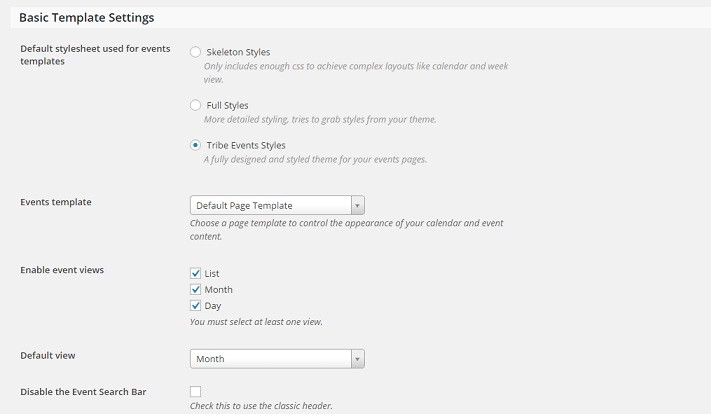 Basic Template Settings
Default stylesheet used for events
templates
Skeleton Styles
Only includes enough css to achieve complex layouts like calendar and week
view.
Full Styles
More detailed styling, tries to grab styles from your theme.
Tribe Events Styles
A fully designed and styled theme for your events pages.
Events template
Default Page Template
Choose a page template to control the appearance of your calendar and event
content.
Enable event views
List
Month
Day
You must select at least one view.
Default view
Month
Disable the Event Search Bar
Check this to use the classic header.